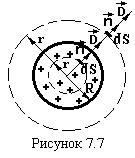 n⃗ D⃗
dS
r
n⃗
D⃗
r dS
R
Рисунок 7.7